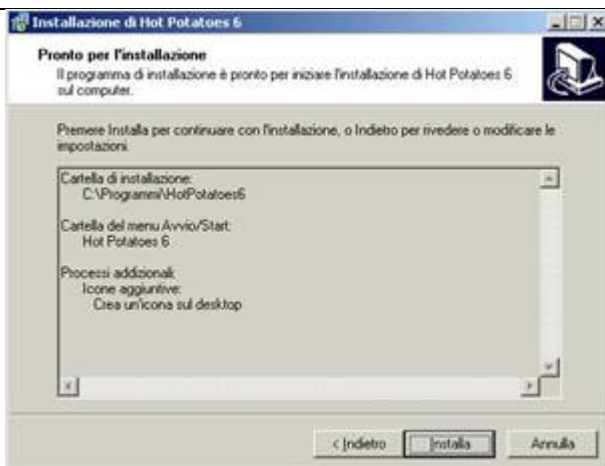 Installazione di Hot Potatoes 6
Pronto per l'installazione
Il programma di installazione è pronto per iniziare l'installazione di Hot Potatoes 6
sul computer.
Premere Installa per continuare con l'installazione, o Indietro per rivedere o modificare le
impostazioni.
Cartella di installazione:
C:\Programmi\HotPotatoes6
Cartella del menu Avvio/Start:
Hot Potatoes 6
Processi addizionali:
Icone aggiuntive:
Crea un'icona sul desktop
< Indietro
Installa
Annulla